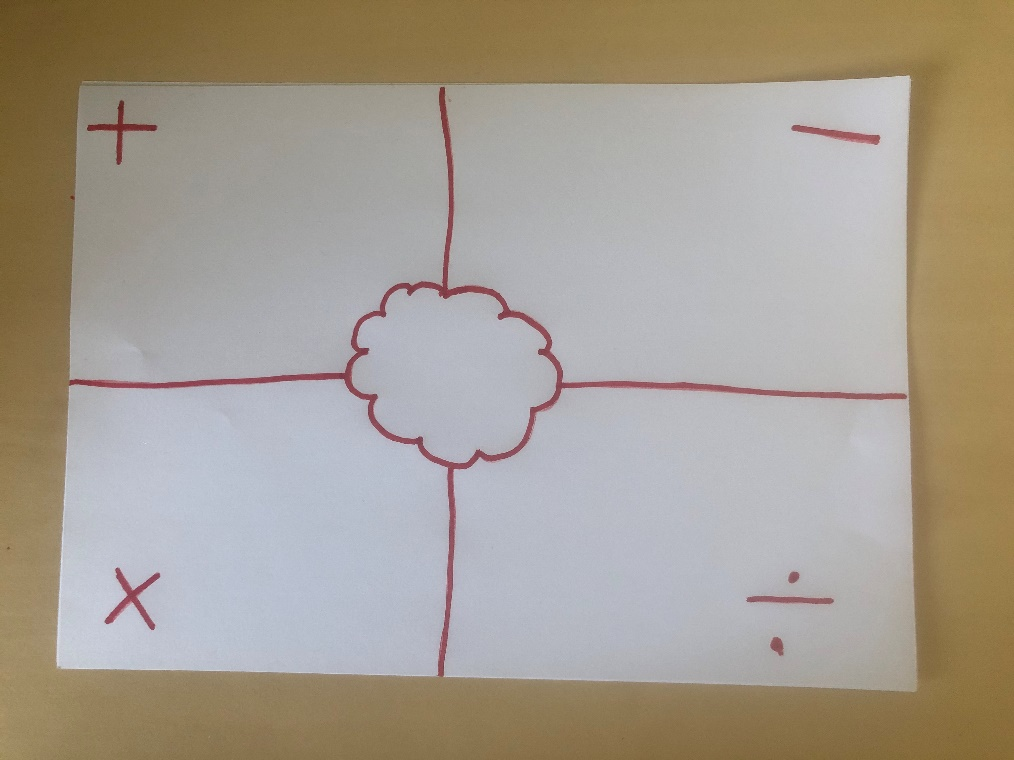 + −
× ÷